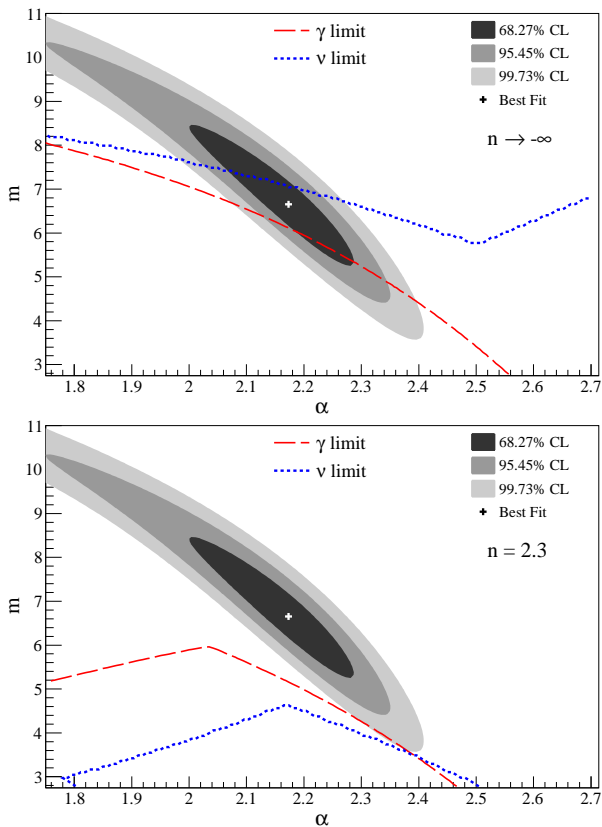 11
10
9
8
7
6
5
4
3
m
γ limit
ν limit
68.27% CL
95.45% CL
99.73% CL
Best Fit
n → -∞
1.8 1.9 2 2.1 2.2 2.3 2.4 2.5 2.6 2.7
α
11
10
9
8
7
6
5
4
3
m
γ limit
ν limit
68.27% CL
95.45% CL
99.73% CL
Best Fit
n = 2.3
1.8 1.9 2 2.1 2.2 2.3 2.4 2.5 2.6 2.7
α